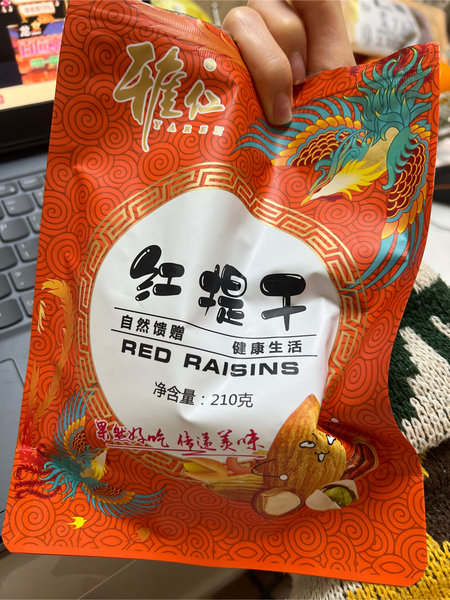 雅仁
YAREN
红提干
自然馈赠 健康生活
RED RAISINS
净含量：210克
果然好吃 传递美味